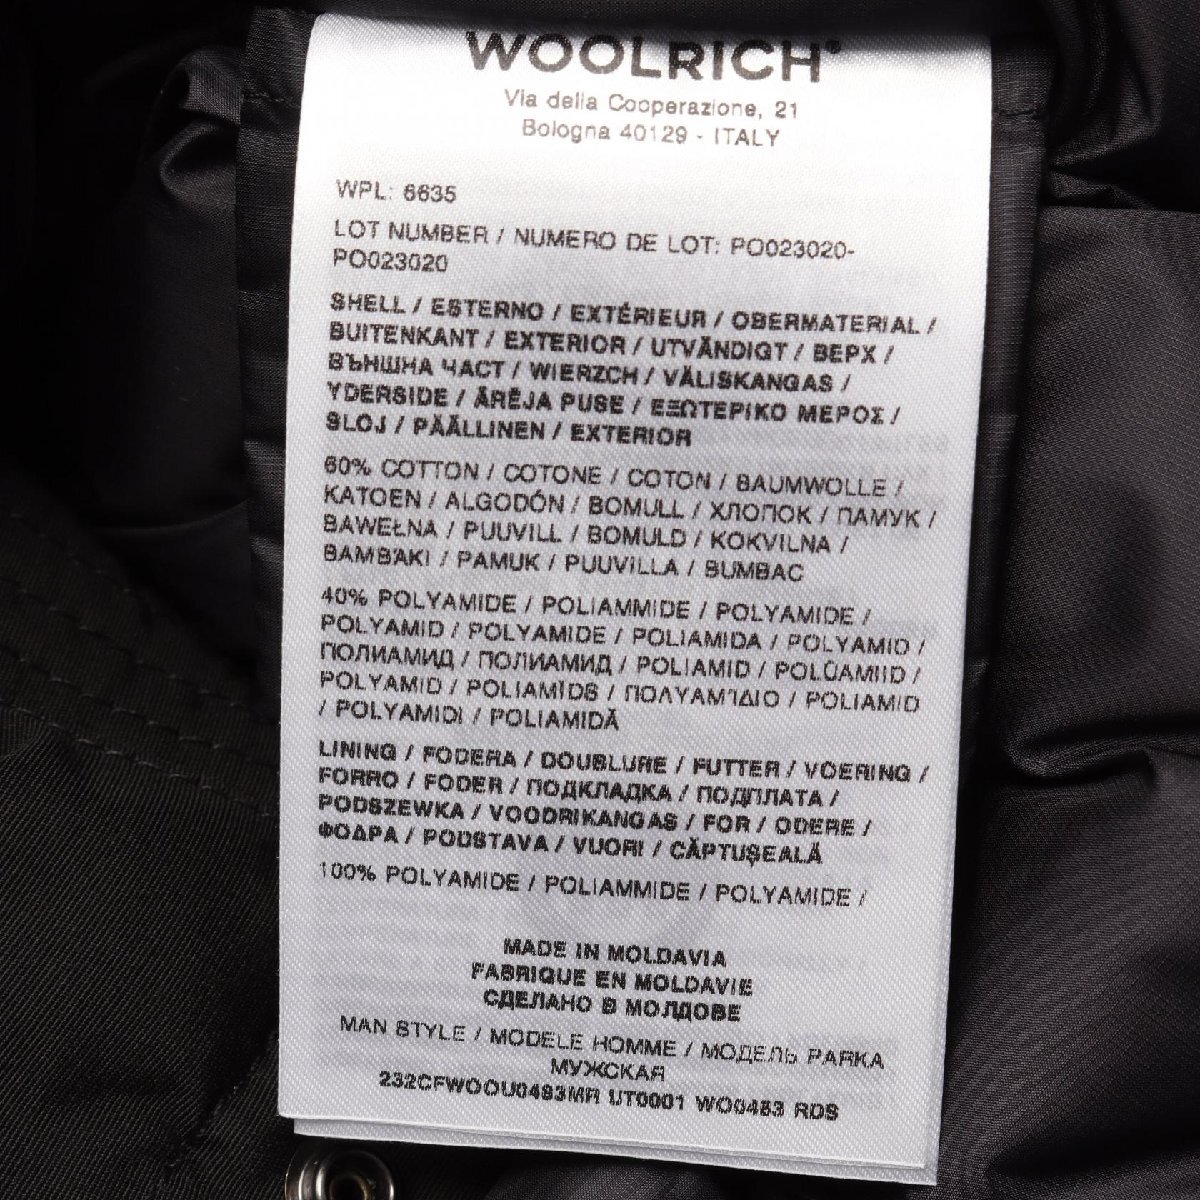 WOOLRICH®
Via della Cooperazione, 21
Bologna 40129 - ITALY
WPL: 6635
LOT NUMBER / NUMERO DE LOT: PO023020-
PO023020
SHELL / ESTERNO / EXTÉRIEUR / OBERMATERIAL /
BUITENKANT / EXTERIOR / UTVÄNDIGT / ВЕРХ /
ВЪНШНА ЧАСТ / WIERZCH / VÄLISKANGAS /
YDERSIDE / ĀRĒJA PUSE / ΕΞΩΤΕΡΙΚΟ ΜΕΡΟΣ /
SLOJ / PÄÄLLINEN / EXTERIOR
60% COTTON / COTONE / COTON / BAUMWOLLE /
KATOEN / ALGODÓN / BOMULL / ХЛОПОК / ПАМУК /
BAWEŁNA / PUUVILL / BOMULD / KOKVILNA /
ΒΑΜΒΆΚΙ / PAMUK / PUUVILLA / BUMBAC
40% POLYAMIDE / POLIAMMIDE / POLYAMIDE /
POLYAMID / POLYAMIDE / POLIAMIDA / POLYAMID /
ПОЛИАМИД / ПОЛИАМИД / POLIAMID / POLÜAMIID /
POLYAMID / POLIAMĪDS / ΠΟΛΥΑΜΊΔΙΟ / POLIAMID
/ POLYAMIDI / POLIAMIDĂ
LINING / FODERA / DOUBLURE / FUTTER / VOERING /
FORRO / FODER / ПОДКЛАДКА / ПОДПЛАТА /
PODSZEWKA / VOODRIKANGAS / FOR / ODERE /
ΦΟΔΡΑ / PODSTAVA / VUORI / CĂPTUȘEALĂ
100% POLYAMIDE / POLIAMMIDE / POLYAMIDE /
MADE IN MOLDAVIA
FABRIQUE EN MOLDAVIE
СДЕЛАНО В МОЛДОВЕ
MAN STYLE / MODELE HOMME / МОДЕЛЬ PARKA
МУЖСКАЯ
232CFWOOU0483MR UT0001 WO0483 RDS